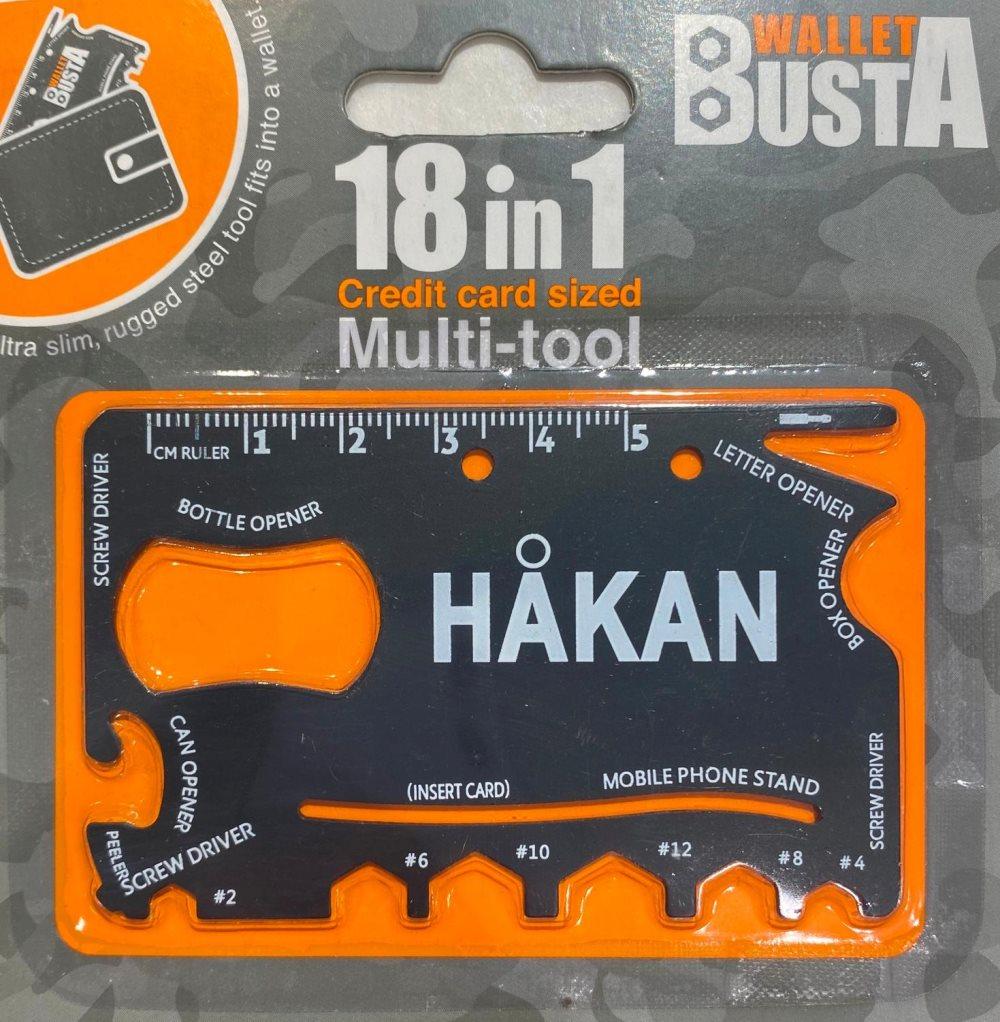 WALLET
BUSTA
WALLET
BUSTA
ltra slim, rugged steel tool fits into a wallet.
18 in 1
Credit card sized
Multi-tool
1 2 3 4 5
CM RULER
LETTER OPENER
SCREW DRIVER
BOTTLE OPENER
BOX OPENER
HÅKAN
CAN OPENER
(INSERT CARD)
MOBILE PHONE STAND
SCREW DRIVER
PEELER
SCREW DRIVER
#2
#6
#10
#12
#8
#4